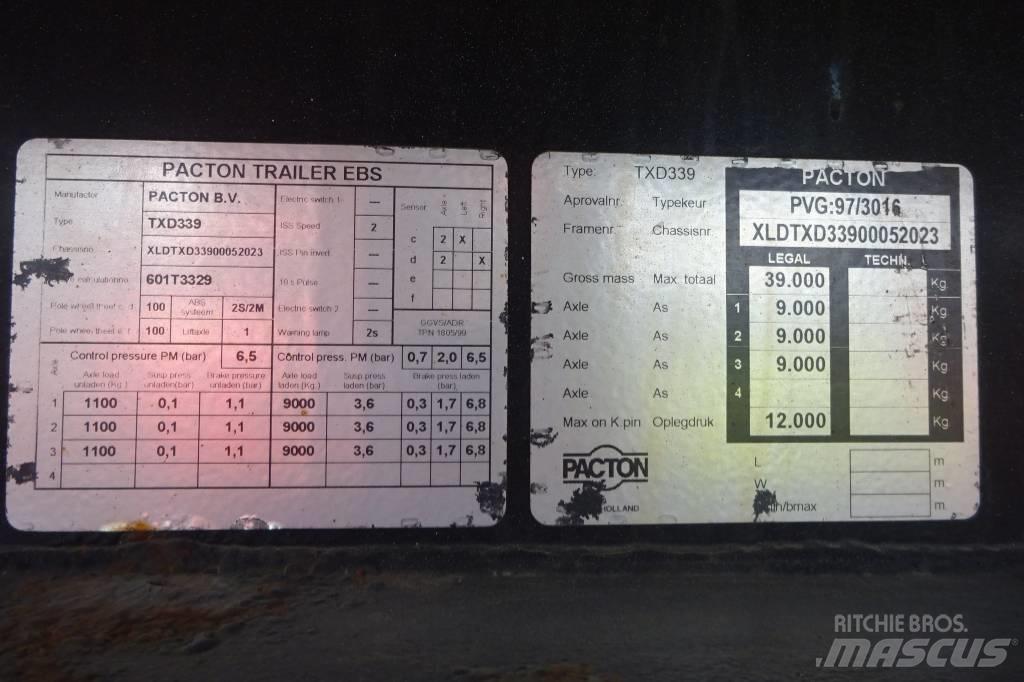 PACTON TRAILER EBS
Manufactor PACTON B.V. Electric switch 1 —
Type TXD339 ISS Speed 2
Chassisno XLDTXD33900052023 ISS Pin invert. —
calculationno 601T3329 10 s Pulse —
Pole wheel theet c d 100 ABS systeem 2S/2M Electric switch 2 —
Pole wheel theet e f 100 Liftaxle 1 Warning lamp 2s
Sensor Axle Left Right
c 2 X
d 2 X
e
f
GGVS/ADR
TPN 1805/99
Control pressure PM (bar) 6,5 Control press. PM (bar) 0,7 2,0 6,5
Axle Axle load unladen (Kg.) Susp press unladen(bar) Brake pressure unladen(bar) Axle load laden (Kg.) Susp press laden (bar) Brake press laden (bar)
1 1100 0,1 1,1 9000 3,6 0,3 1,7 6,8
2 1100 0,1 1,1 9000 3,6 0,3 1,7 6,8
3 1100 0,1 1,1 9000 3,6 0,3 1,7 6,8
4
Type: TXD339 PACTON
Aprovalnr. Typekeur PVG:97/3016
Framenr. Chassisnr. XLDTXD33900052023
LEGAL TECHN.
Gross mass Max. totaal 39.000 Kg
Axle As 1 9.000 Kg
Axle As 2 9.000 Kg
Axle As 3 9.000 Kg
Axle As 4 Kg
Max on K.pin Oplegdruk 12.000 Kg
PACTON
HOLLAND
L m
W m
/bmax m
RITCHIE BROS.
MASCUS